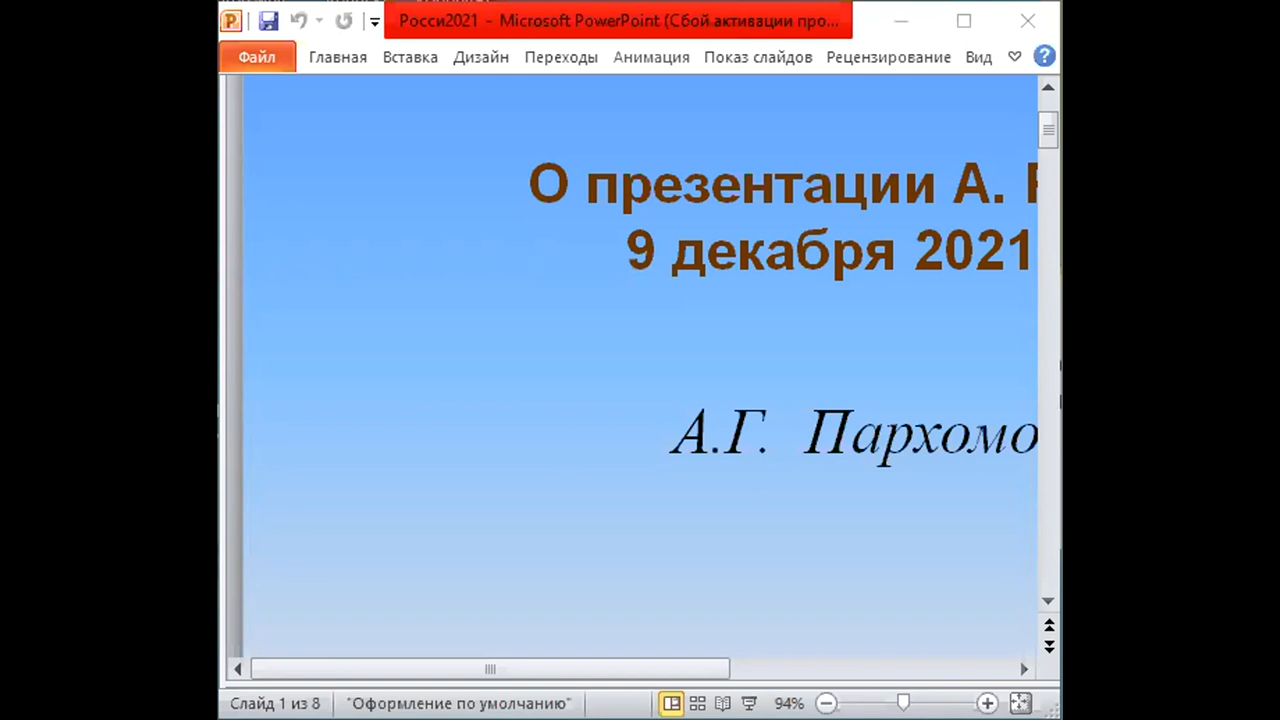 Росси2021 - Microsoft PowerPoint (Сбой активации про...
Файл Главная Вставка Дизайн Переходы Анимация Показ слайдов Рецензирование Вид
О презентации А.
9 декабря 2021
А.Г. Пархомо
Слайд 1 из 8 "Оформление по умолчанию" 94%